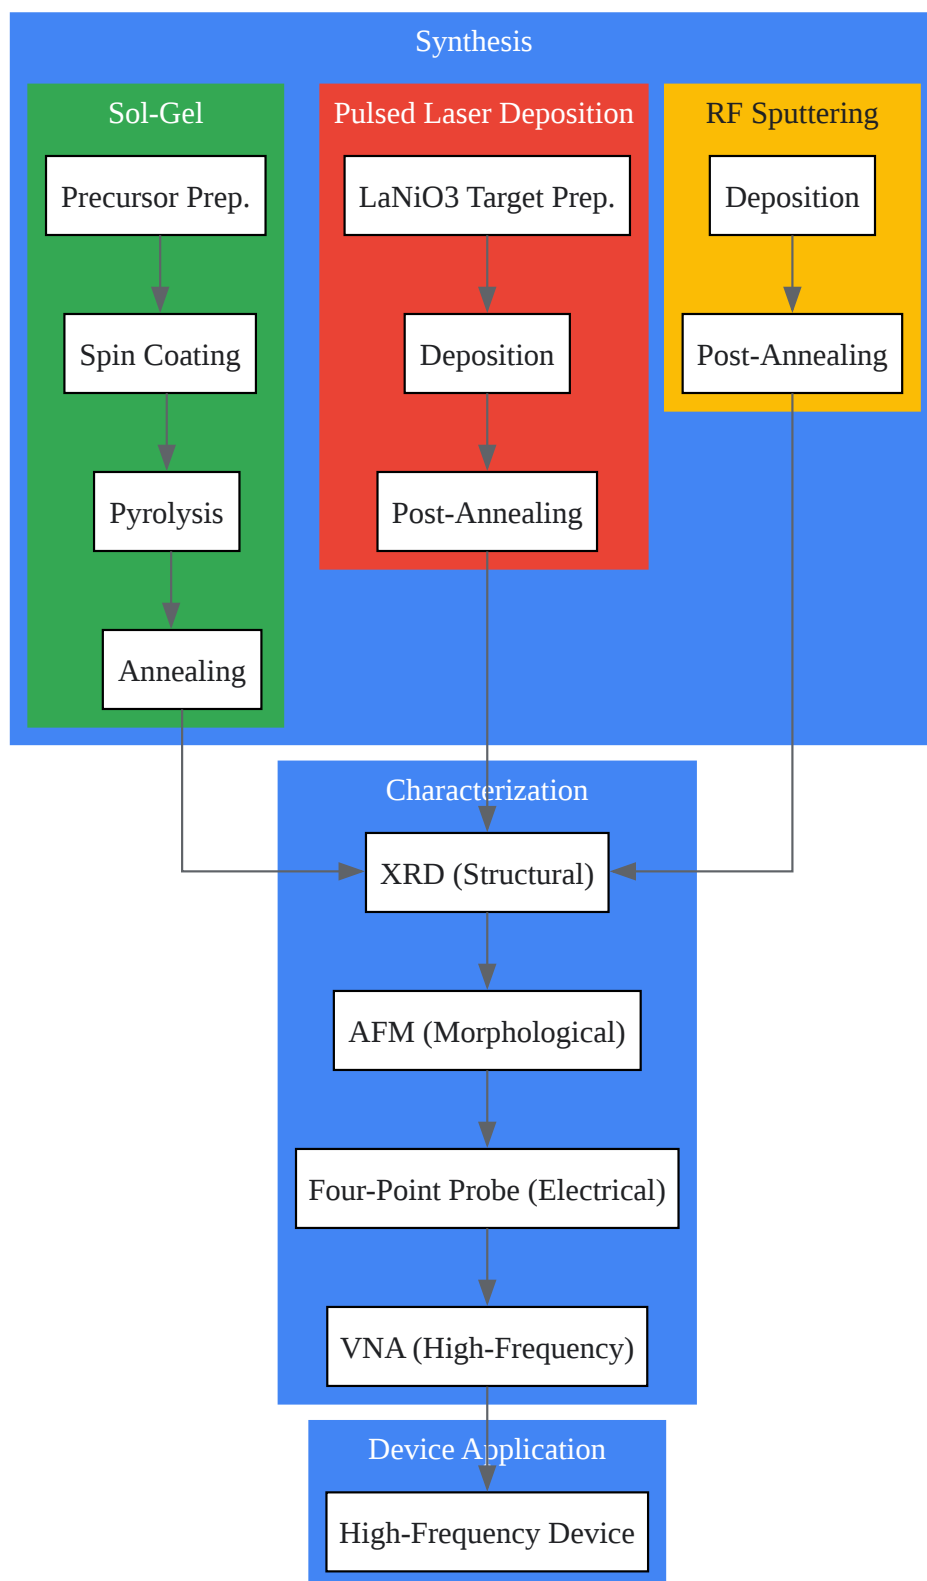 Synthesis
Sol-Gel
Precursor Prep.
Spin Coating
Pyrolysis
Annealing
Pulsed Laser Deposition
LaNiO3 Target Prep.
Deposition
Post-Annealing
RF Sputtering
Deposition
Post-Annealing
Characterization
XRD (Structural)
AFM (Morphological)
Four-Point Probe (Electrical)
VNA (High-Frequency)
Device Application
High-Frequency Device